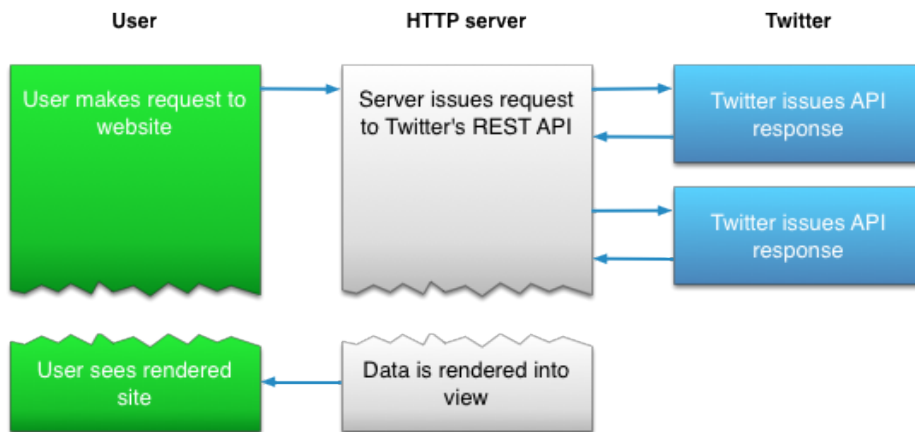 User
HTTP server
Twitter
User makes request to
website
Server issues request
to Twitter's REST API
Twitter issues API
response
Twitter issues API
response
User sees rendered
site
Data is rendered into
view